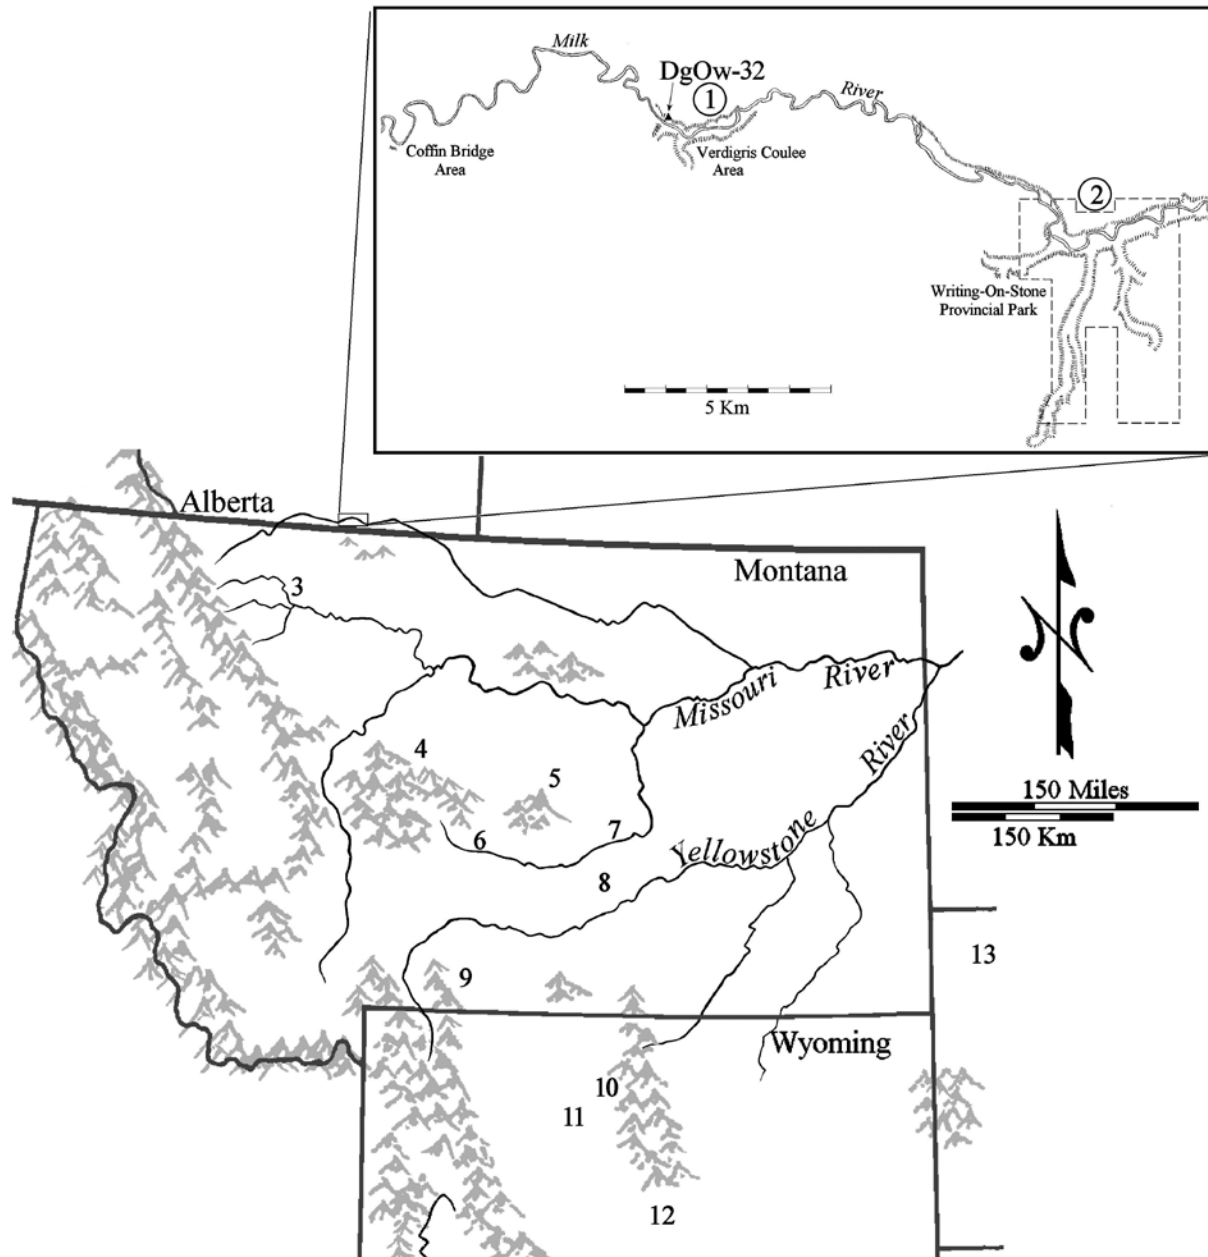 Milk
DgOw-32
1
River
Coffin Bridge
Area
Verdigris Coulee
Area
2
Writing-On-Stone
Provincial Park
5 Km
Alberta
Montana
3
Missouri
River
River
4
5
150 Miles
150 Km
6
7
Yellowstone
8
9
13
Wyoming
10
11
12
N